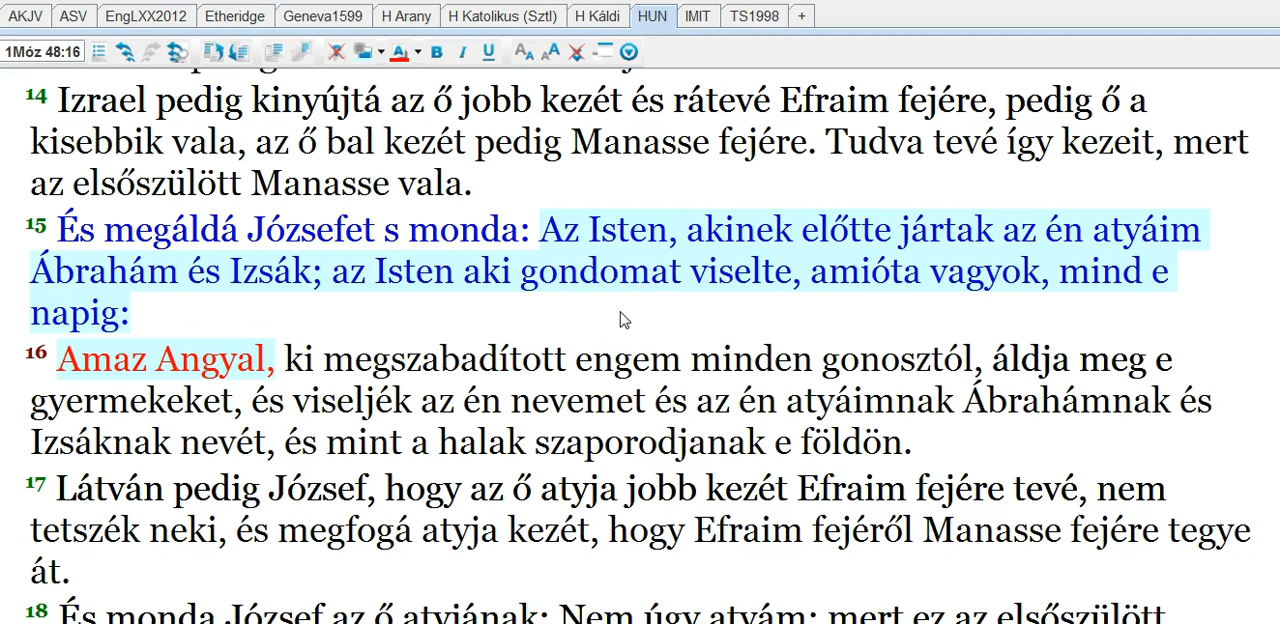 AKJV ASV EngLXX2012 Etheridge Geneva1599 H Arany H Katolikus (Sztl) H Káldi HUN IMIT TS1998 +
1Móz 48:16 A B I U AA AA
14 Izrael pedig kinyújtá az ő jobb kezét és rátevé Efraim fejére, pedig ő a
kisebbik vala, az ő bal kezét pedig Manasse fejére. Tudva tevé így kezeit, mert
az elsőszülött Manasse vala.
15 És megáldá Józsefet s monda: Az Isten, akinek előtte jártak az én atyáim
Ábrahám és Izsák; az Isten aki gondomat viselte, amióta vagyok, mind e
napig:
16 Amaz Angyal, ki megszabadított engem minden gonosztól, áldja meg e
gyermekeket, és viseljék az én nevemet és az én atyáimnak Ábrahámnak és
Izsáknak nevét, és mint a halak szaporodjanak e földön.
17 Látván pedig József, hogy az ő atyja jobb kezét Efraim fejére tevé, nem
tetszék neki, és megfogá atyja kezét, hogy Efraim fejéről Manasse fejére tegye
át.
18 És monda József az ő atyjának: Nem úgy atyám; mert ez az elsőszülött